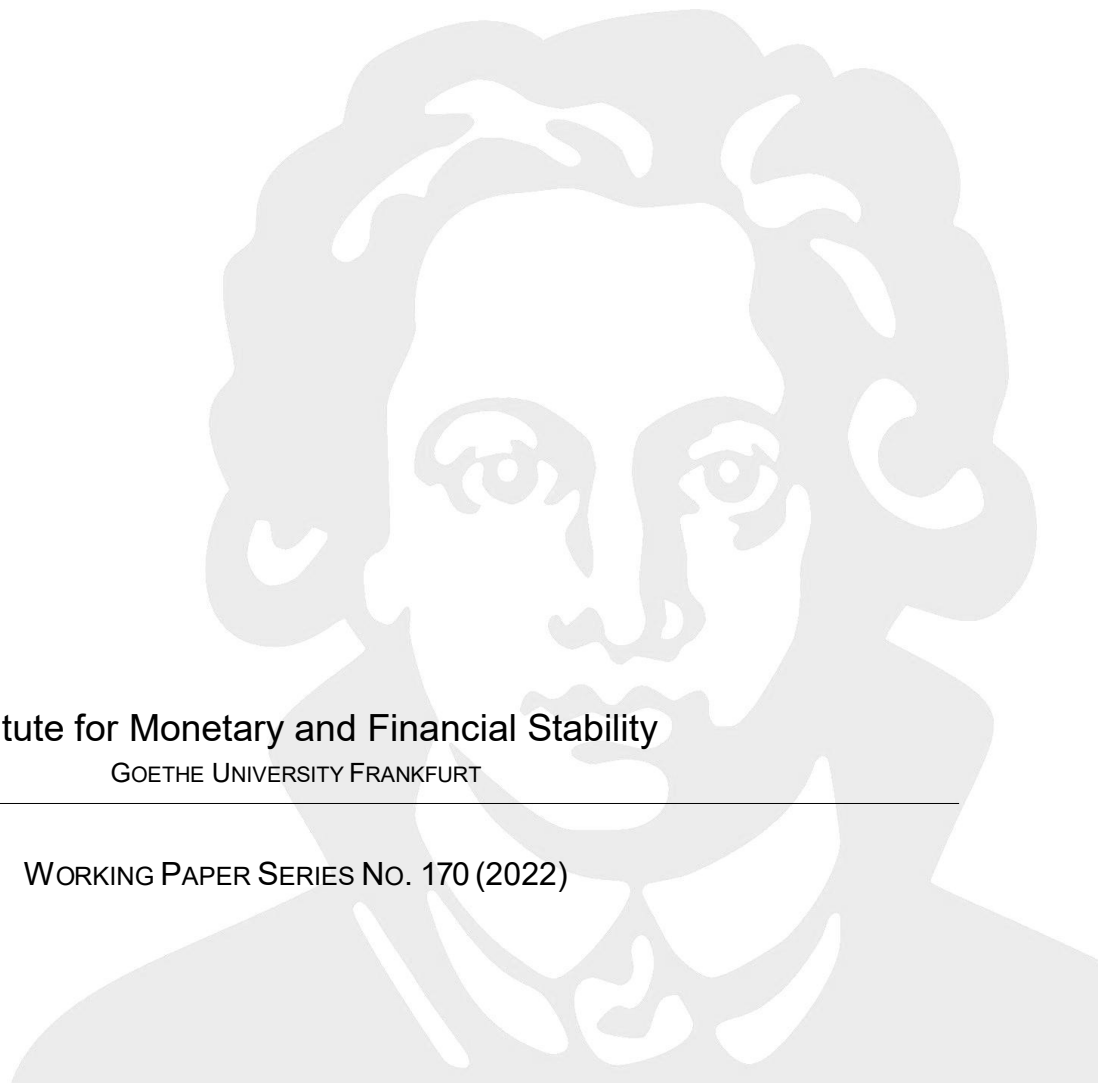 tute for Monetary and Financial Stability
GOETHE UNIVERSITY FRANKFURT
WORKING PAPER SERIES NO. 170 (2022)